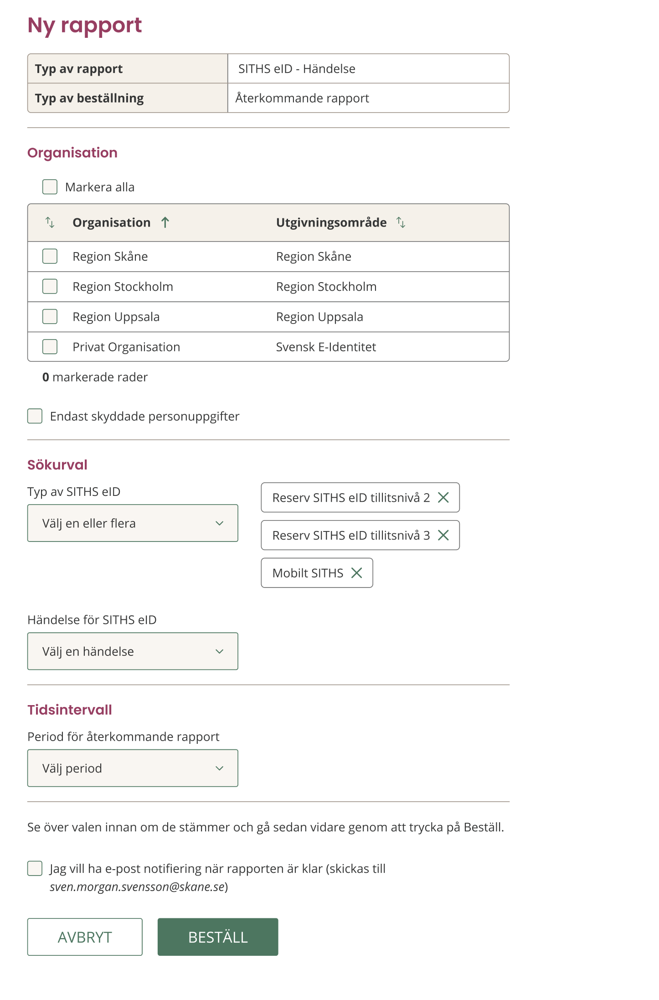 Ny rapport
Typ av rapport SITHS eID - Händelse
Typ av beställning Återkommande rapport
Organisation
Markera alla
Organisation Utgivningsområde
Region Skåne Region Skåne
Region Stockholm Region Stockholm
Region Uppsala Region Uppsala
Privat Organisation Svensk E-Identitet
0 markerade rader
Endast skyddade personuppgifter
Sökurval
Typ av SITHS eID
Välj en eller flera
Reserv SITHS eID tillitsnivå 2
Reserv SITHS eID tillitsnivå 3
Mobilt SITHS
Händelse för SITHS eID
Välj en händelse
Tidsintervall
Period för återkommande rapport
Välj period
Se över valen innan om de stämmer och gå sedan vidare genom att trycka på Beställ.
Jag vill ha e-post notifiering när rapporten är klar (skickas till
sven.morgan.svensson@skane.se)
AVBRYT BESTÄLL